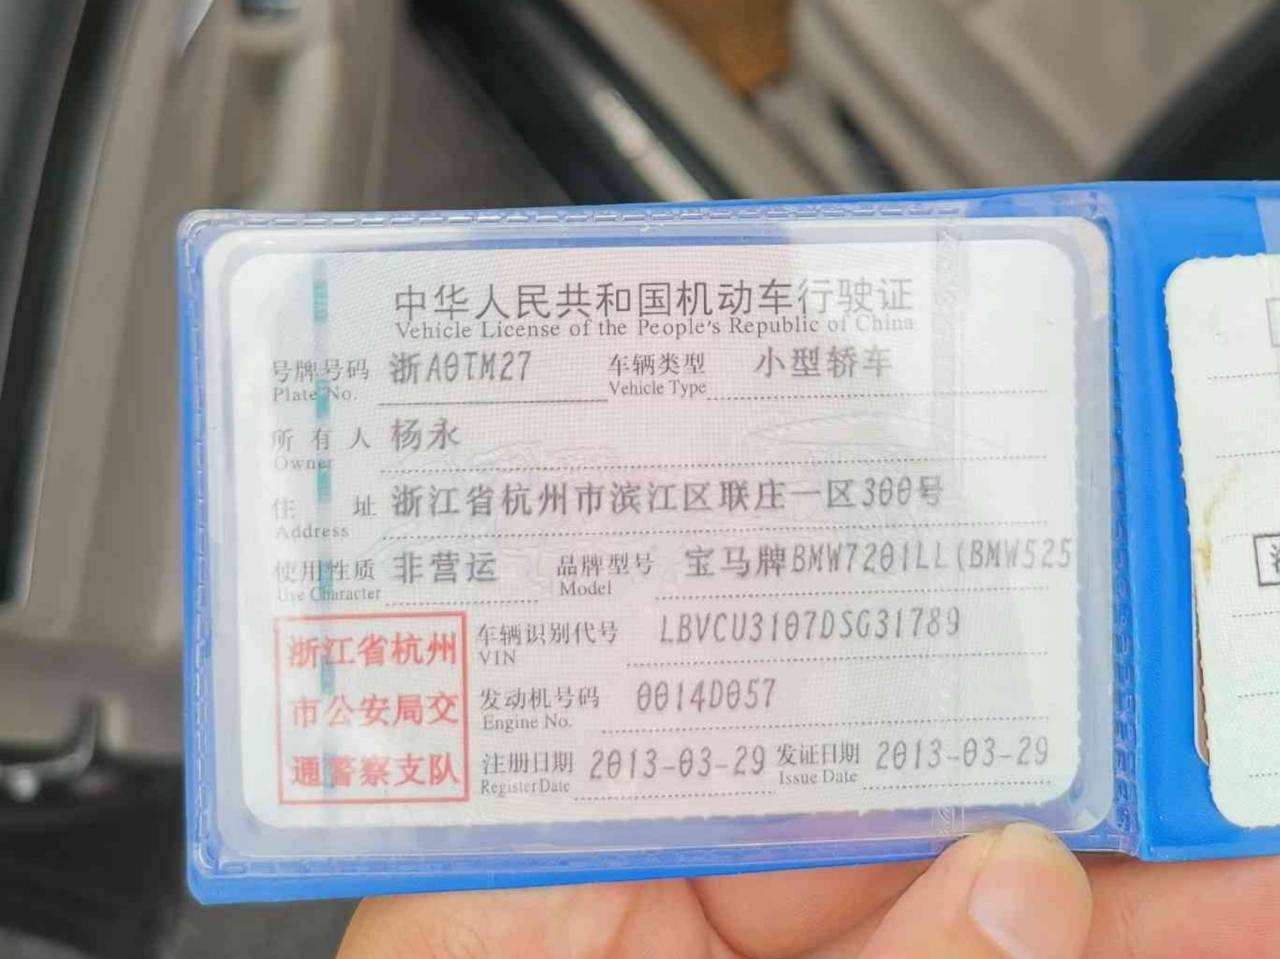 中华人民共和国机动车行驶证
Vehicle License of the People's Republic of China
号牌号码 浙A0TM27 车辆类型 小型轿车
Plate No. Vehicle Type
所有人 杨永
Owner
住址 浙江省杭州市滨江区联庄一区300号
Address
使用性质 非营运 品牌型号 宝马牌BMW7201LL(BMW525
Use Character Model
浙江省杭州
市公安局交
通警察支队
车辆识别代号 LBVCU3107DSG31789
VIN
发动机号码 0014D057
Engine No.
注册日期 2013-03-29 发证日期 2013-03-29
Register Date Issue Date